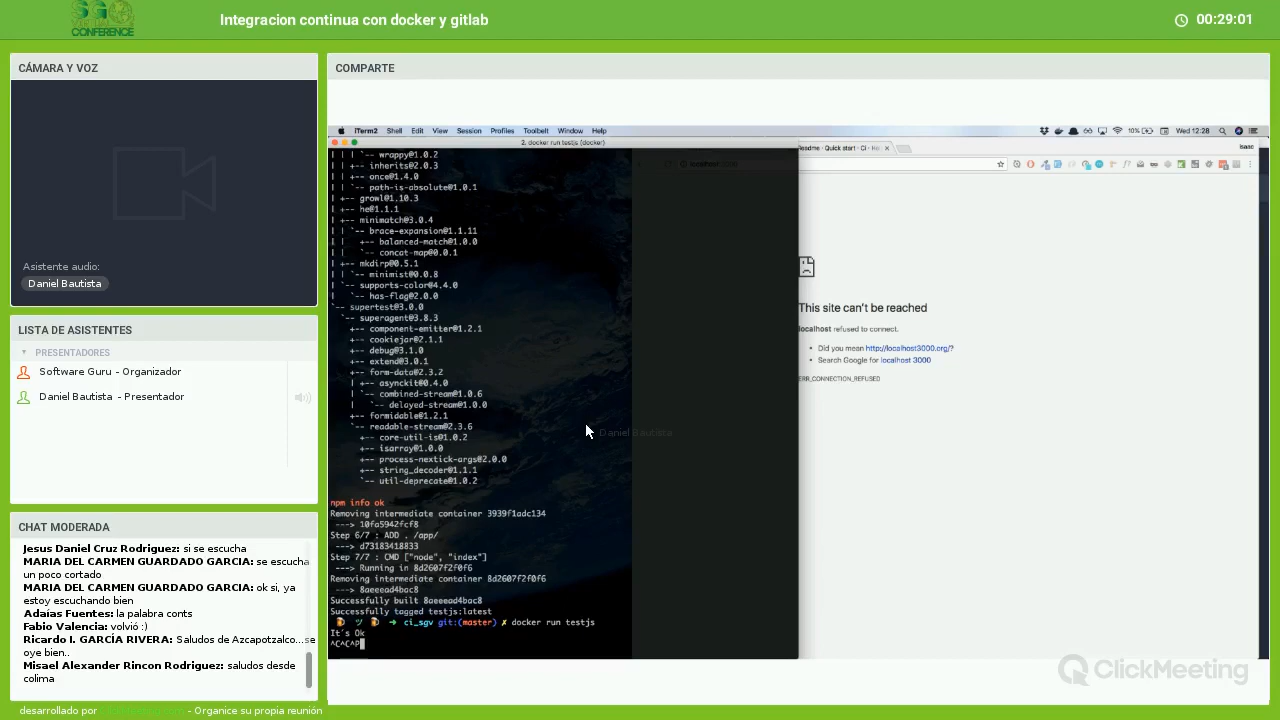 SG
VIRTUAL
CONFERENCE
Integracion continua con docker y gitlab
00:29:01
CÁMARA Y VOZ
Asistente audio:
Daniel Bautista
LISTA DE ASISTENTES
PRESENTADORES
Software Guru - Organizador
Daniel Bautista - Presentador
CHAT MODERADA
Jesus Daniel Cruz Rodriguez: si se escucha
MARIA DEL CARMEN GUARDADO GARCIA: se escucha
un poco cortado
MARIA DEL CARMEN GUARDADO GARCIA: ok si, ya
estoy escuchando bien
Adaías Fuentes: la palabra conts
Fabio Valencia: volvió :)
Ricardo I. GARCÍA RIVERA: Saludos de Azcapotzalco...se
oye bien..
Misael Alexander Rincon Rodriguez: saludos desde
colima
desarrollado por
- Organice su propia reunión
COMPARTE
iTerm2 Shell Edit View Session Profiles Toolbelt Window Help
10% Wed 12:28
2. docker run testjs (docker)
| | | `-- wrappy@1.0.2
| | +-- inherits@2.0.3
| | +-- once@1.4.0
| | `-- path-is-absolute@1.0.1
| +-- growl@1.10.3
| +-- he@1.1.1
| +-- minimatch@3.0.4
| | `-- brace-expansion@1.1.11
| |   +-- balanced-match@1.0.0
| |   `-- concat-map@0.0.1
| +-- mkdirp@0.5.1
| | `-- minimist@0.0.8
| `-- supports-color@4.4.0
|   `-- has-flag@2.0.0
`-- supertest@3.0.0
  `-- superagent@3.8.3
    +-- component-emitter@1.2.1
    +-- cookiejar@2.1.1
    +-- debug@3.1.0
    +-- extend@3.0.1
    +-- form-data@2.3.2
    | +-- asynckit@0.4.0
    | `-- combined-stream@1.0.6
    |   `-- delayed-stream@1.0.0
    +-- formidable@1.2.1
    `-- readable-stream@2.3.6
      +-- core-util-is@1.0.2
      +-- isarray@1.0.0
      +-- process-nextick-args@2.0.0
      +-- string_decoder@1.1.1
      `-- util-deprecate@1.0.2
npm info ok
Removing intermediate container 3939f1adc134
---> 10fa5942fcf8
Step 6/7 : ADD . /app/
---> d73183418833
Step 7/7 : CMD ["node", "index"]
---> Running in 8d2607f2f0f6
Removing intermediate container 8d2607f2f0f6
---> 8aeeead4bac8
Successfully built 8aeeead4bac8
Successfully tagged testjs:latest
➜ ci_sgv git:(master) ✗ docker run testjs
It´s Ok
^C^C^P
Daniel Bautista
Readme - Quick start - CI - He
Isaac
This site can't be reached
localhost refused to connect.
• Did you mean http://localhost3000.org/?
• Search Google for localhost 3000
ERR_CONNECTION_REFUSED
ClickMeeting